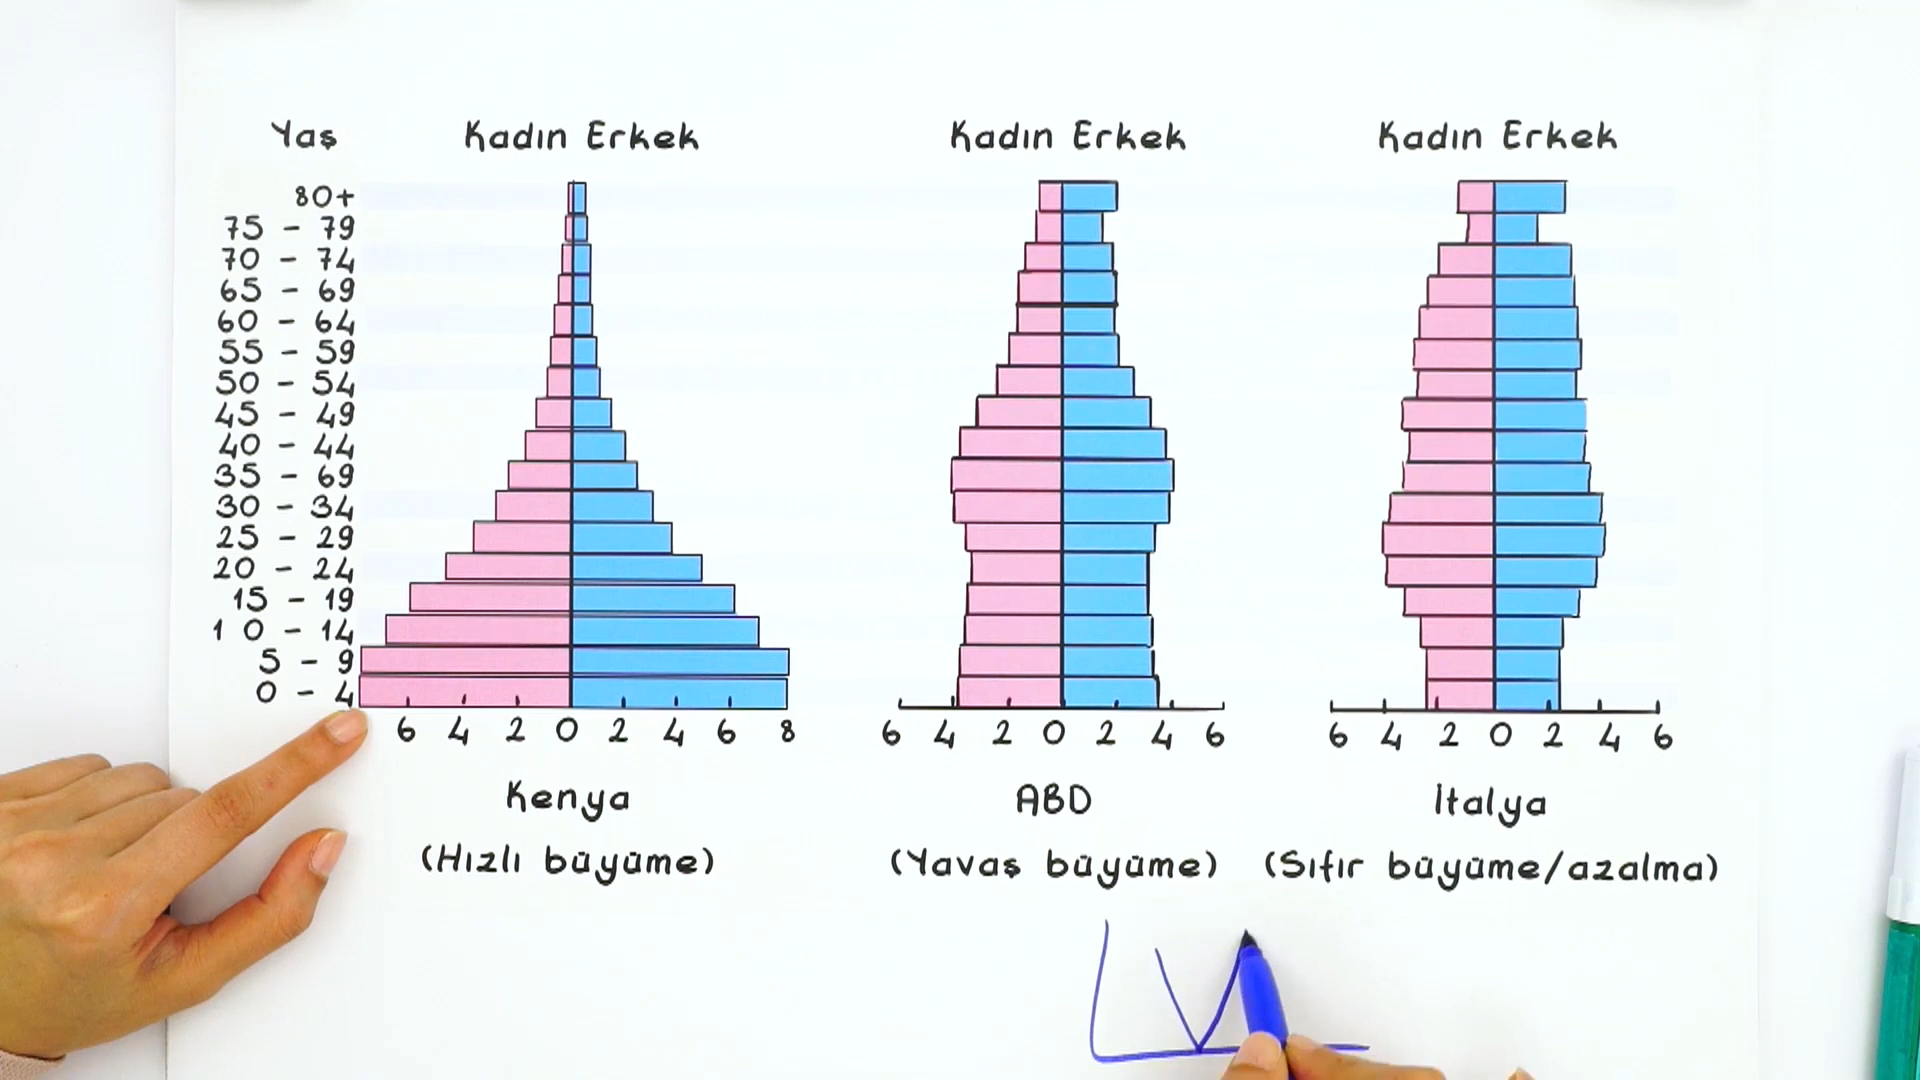 Yaş
Kadın Erkek
Kadın Erkek
Kadın Erkek
80+
75 - 79
70 - 74
65 - 69
60 - 64
55 - 59
50 - 54
45 - 49
40 - 44
35 - 69
30 - 34
25 - 29
20 - 24
15 - 19
10 - 14
5 - 9
0 - 4
6 4 2 0 2 4 6 8
6 4 2 0 2 4 6
6 4 2 0 2 4 6
Kenya
(Hızlı büyüme)
ABD
(Yavaş büyüme)
İtalya
(Sıfır büyüme/azalma)